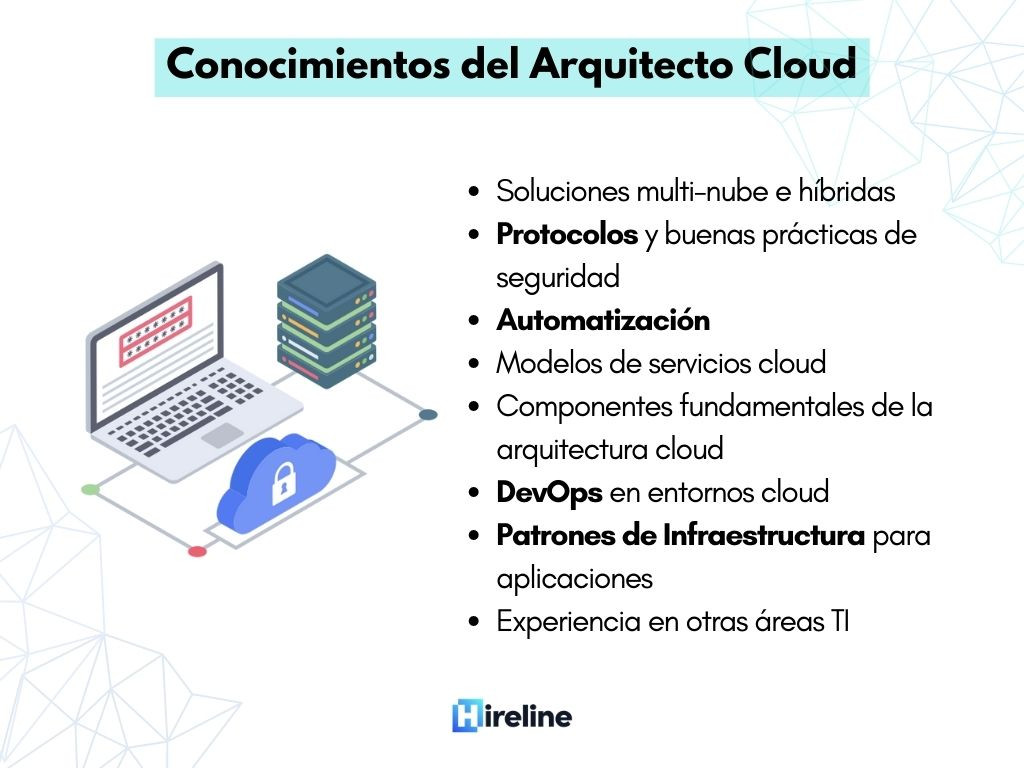 Conocimientos del Arquitecto Cloud
• Soluciones multi-nube e híbridas
• Protocolos y buenas prácticas de
seguridad
• Automatización
• Modelos de servicios cloud
• Componentes fundamentales de la
arquitectura cloud
• DevOps en entornos cloud
• Patrones de Infraestructura para
aplicaciones
• Experiencia en otras áreas TI
Hireline